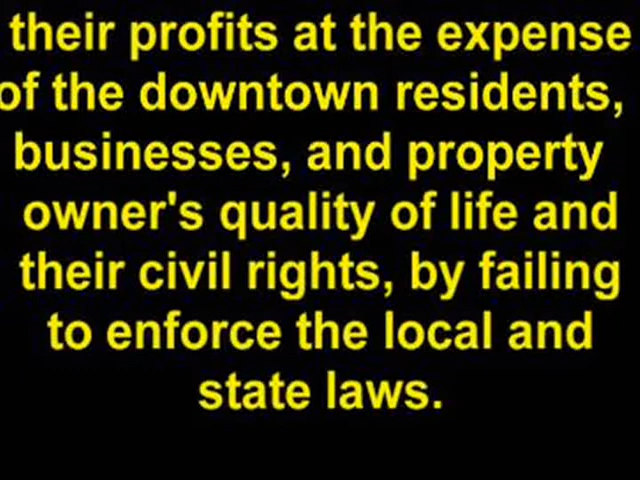 their profits at the expense
of the downtown residents,
businesses, and property
owner's quality of life and
their civil rights, by failing
to enforce the local and
state laws.